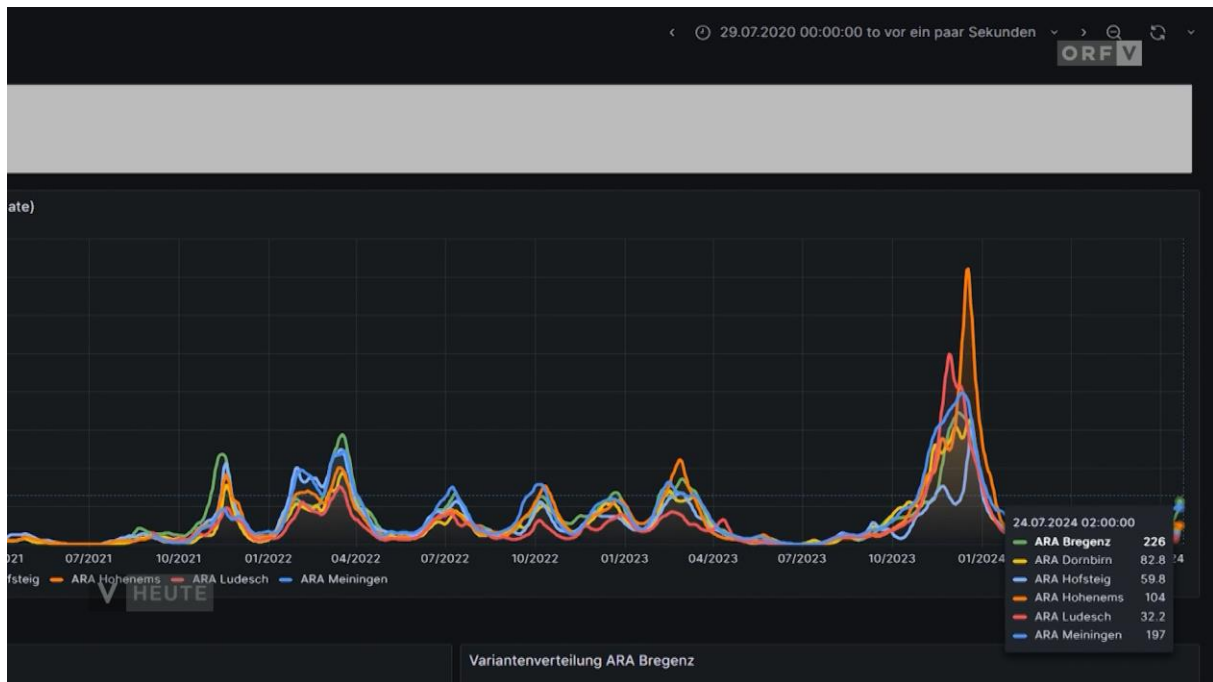 29.07.2020 00:00:00 to vor ein paar Sekunden
ORF V
ate)
021 07/2021 10/2021 01/2022 04/2022 07/2022 10/2022 01/2023 04/2023 07/2023 10/2023 01/2024 24
fsteig ARA Hohenems ARA Ludesch ARA Meiningen
V HEUTE
24.07.2024 02:00:00
ARA Bregenz 226
ARA Dornbirn 82.8
ARA Hofsteig 59.8
ARA Hohenems 104
ARA Ludesch 32.2
ARA Meiningen 197
Variantenverteilung ARA Bregenz